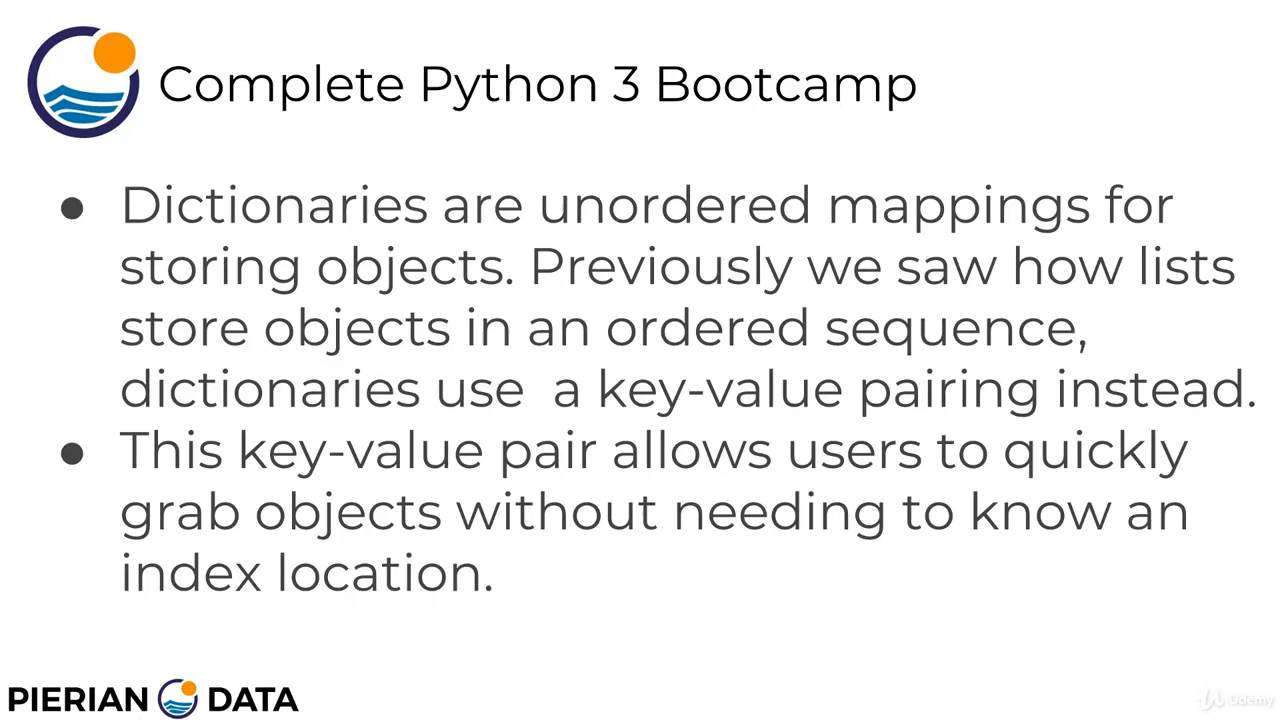 Complete Python 3 Bootcamp
● Dictionaries are unordered mappings for
storing objects. Previously we saw how lists
store objects in an ordered sequence,
dictionaries use  a key-value pairing instead.
● This key-value pair allows users to quickly
grab objects without needing to know an
index location.
PIERIAN DATA
Udemy